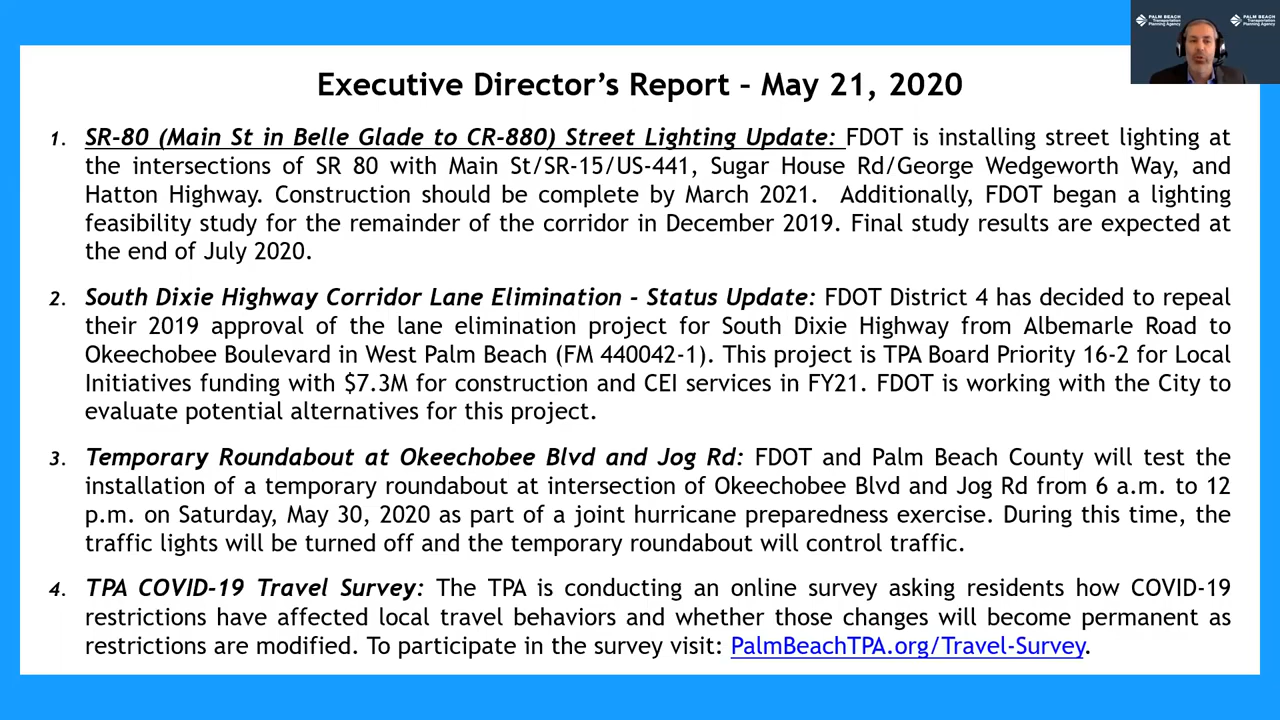 PALM BEACH
Transportation
Planning Agency
PALM BEACH
Transportation
Planning Agency
Executive Director’s Report – May 21, 2020
1. SR-80 (Main St in Belle Glade to CR-880) Street Lighting Update: FDOT is installing street lighting at
the intersections of SR 80 with Main St/SR-15/US-441, Sugar House Rd/George Wedgeworth Way, and
Hatton Highway. Construction should be complete by March 2021. Additionally, FDOT began a lighting
feasibility study for the remainder of the corridor in December 2019. Final study results are expected at
the end of July 2020.
2. South Dixie Highway Corridor Lane Elimination - Status Update: FDOT District 4 has decided to repeal
their 2019 approval of the lane elimination project for South Dixie Highway from Albemarle Road to
Okeechobee Boulevard in West Palm Beach (FM 440042-1). This project is TPA Board Priority 16-2 for Local
Initiatives funding with $7.3M for construction and CEI services in FY21. FDOT is working with the City to
evaluate potential alternatives for this project.
3. Temporary Roundabout at Okeechobee Blvd and Jog Rd: FDOT and Palm Beach County will test the
installation of a temporary roundabout at intersection of Okeechobee Blvd and Jog Rd from 6 a.m. to 12
p.m. on Saturday, May 30, 2020 as part of a joint hurricane preparedness exercise. During this time, the
traffic lights will be turned off and the temporary roundabout will control traffic.
4. TPA COVID-19 Travel Survey: The TPA is conducting an online survey asking residents how COVID-19
restrictions have affected local travel behaviors and whether those changes will become permanent as
restrictions are modified. To participate in the survey visit: PalmBeachTPA.org/Travel-Survey.